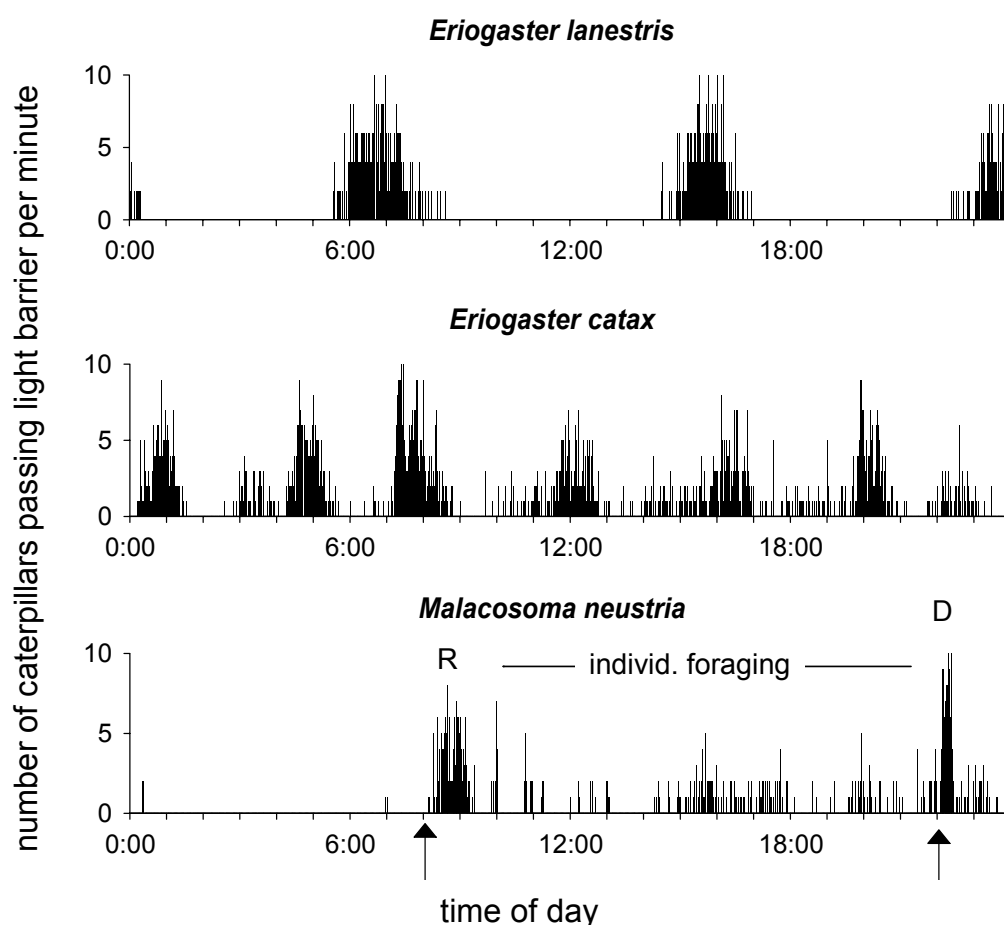 Eriogaster lanestris
number of caterpillars passing light barrier per minute
10
5
0
0:00 6:00 12:00 18:00
Eriogaster catax
10
5
0
0:00 6:00 12:00 18:00
Malacosoma neustria
D
R
individ. foraging
10
5
0
0:00 6:00 12:00 18:00
time of day